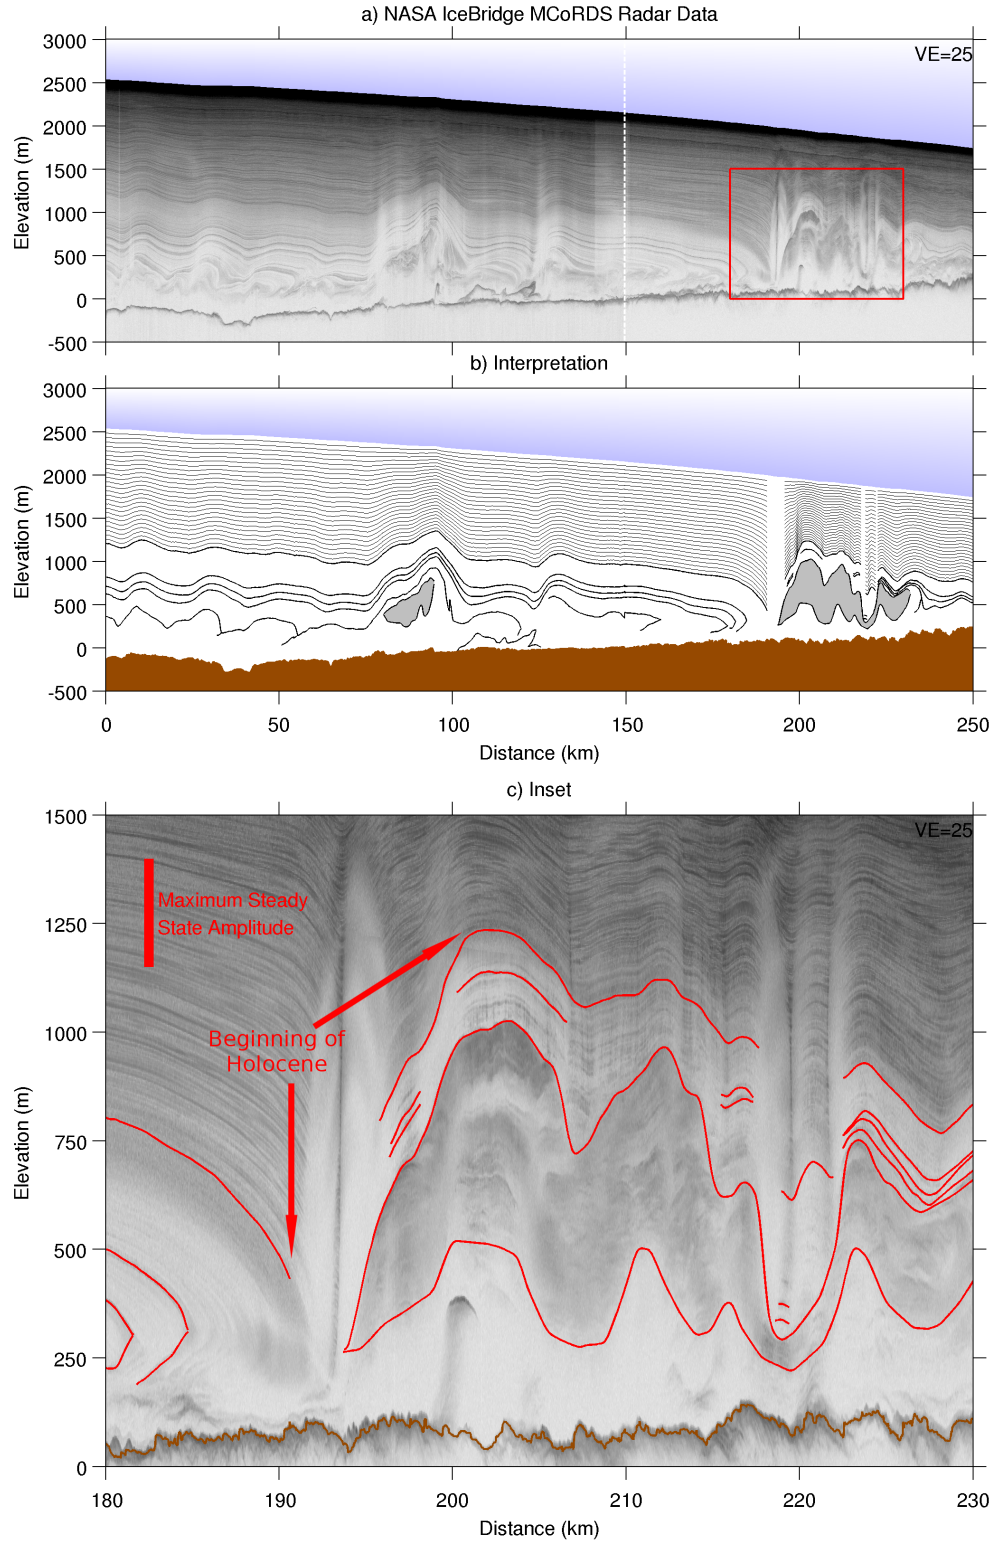 a) NASA IceBridge MCoRDS Radar Data
3000
2500
2000
1500
1000
500
0
-500
Elevation (m)
VE=25
b) Interpretation
3000
2500
2000
1500
1000
500
0
-500
Elevation (m)
0 50 100 150 200 250
Distance (km)
c) Inset
1500
1250
1000
750
500
250
0
Elevation (m)
VE=25
Maximum Steady
State Amplitude
Beginning of
Holocene
180 190 200 210 220 230
Distance (km)